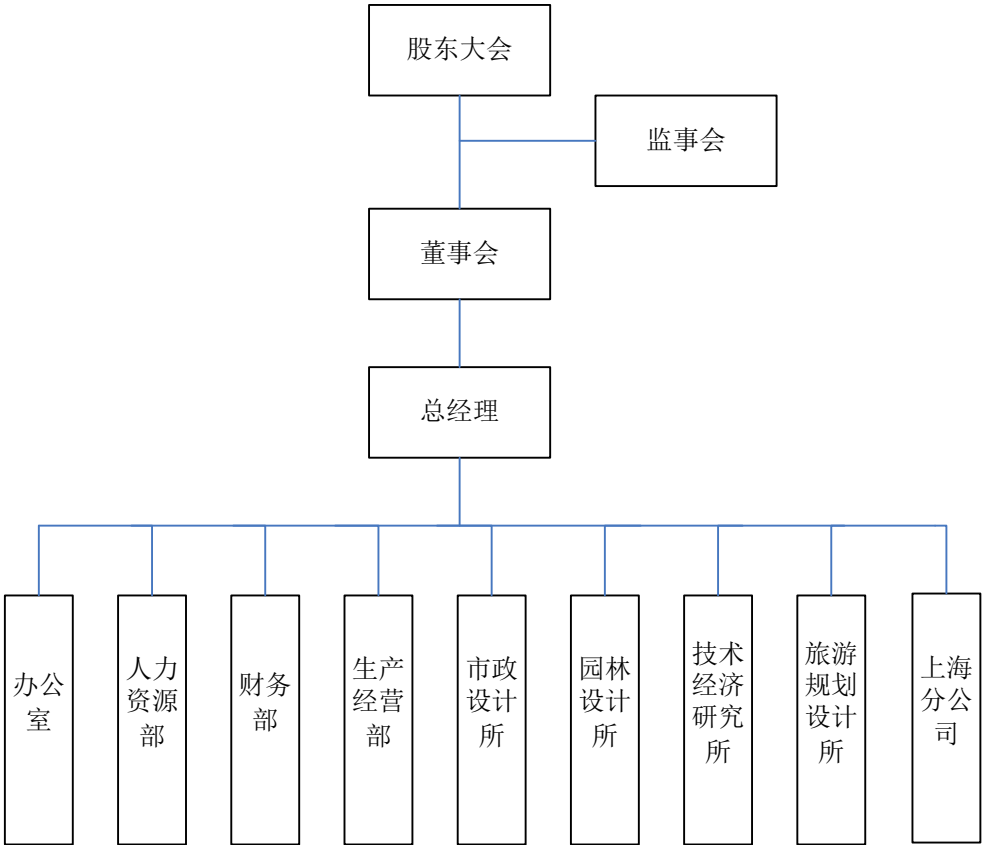 股东大会
监事会
董事会
总经理
办公
室
人力
资源
部
财务
部
生产
经营
部
市政
设计
所
园林
设计
所
技术
经济
研究
所
旅游
规划
设计
所
上海
分公
司